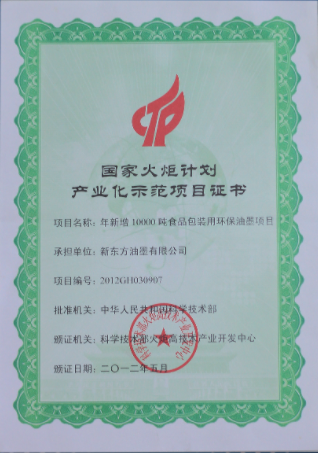 国家火炬计划
产业化示范项目证书
项目名称：年新增10000吨食品包装用环保油墨项目
承担单位：新东方油墨有限公司
项目编号：2012GH030907
批准机关：中华人民共和国科学技术部
颁证机关：科学技术部火炬高技术产业开发中心
颁证日期：二〇一二年五月